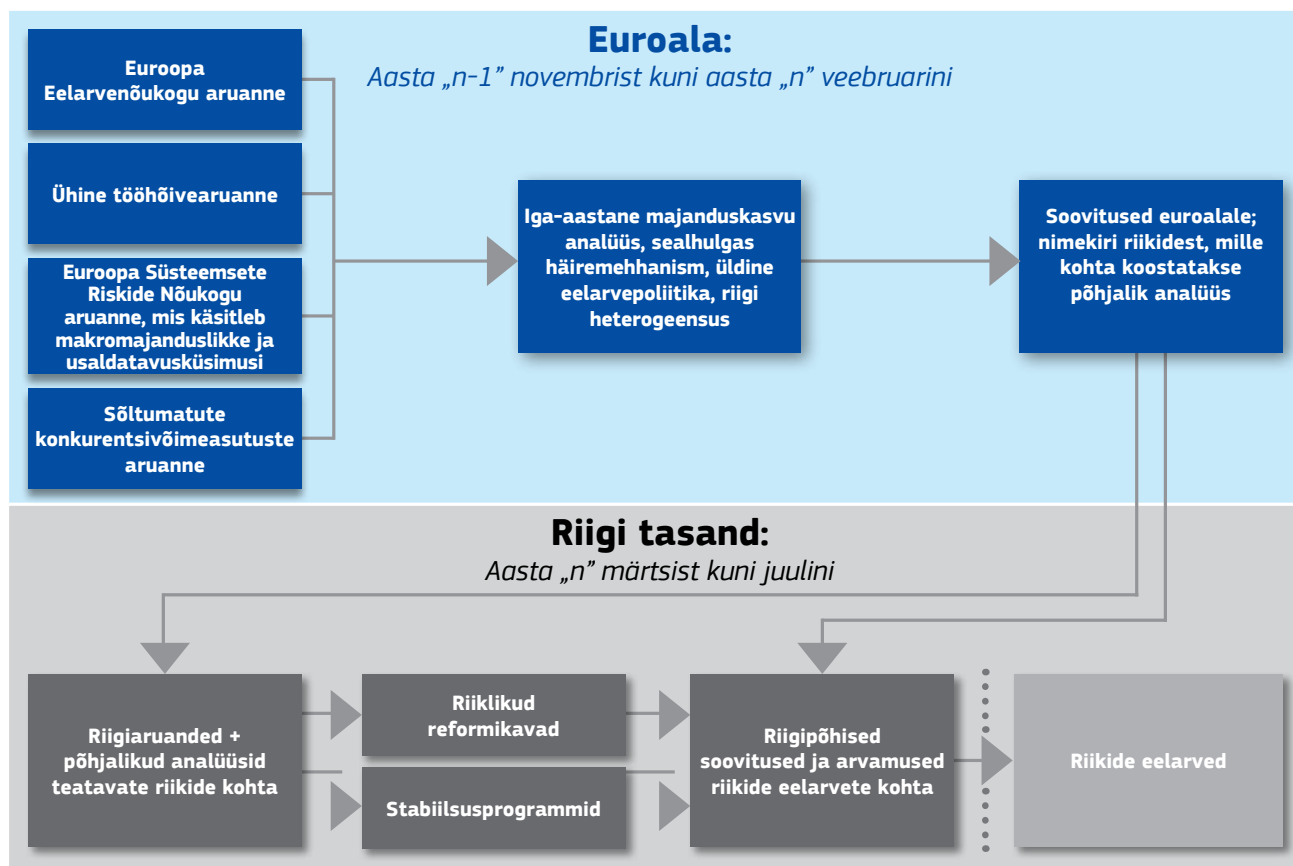 Euroala:
Aasta „n-1” novembrist kuni aasta „n” veebruarini
Euroopa
Eelarvenõukogu aruanne
Ühine tööhõivearuanne
Euroopa Süsteemsete
Riskide Nõukogu
aruanne, mis käsitleb
makromajanduslikke ja
usaldatavusküsimusi
Sõltumatute
konkurentsivõimeasutuste
aruanne
Iga-aastane majanduskasvu
analüüs, sealhulgas
häiremehhanism, üldine
eelarvepoliitika, riigi
heterogeensus
Soovitused euroalale;
nimekiri riikidest, mille
kohta koostatakse
põhjalik analüüs
Riigi tasand:
Aasta „n” märtsist kuni juulini
Riigiaruanded +
põhjalikud analüüsid
teatavate riikide kohta
Riiklikud
reformikavad
Stabiilsusprogrammid
Riigipõhised
soovitused ja arvamused
riikide eelarvete kohta
Riikide eelarved